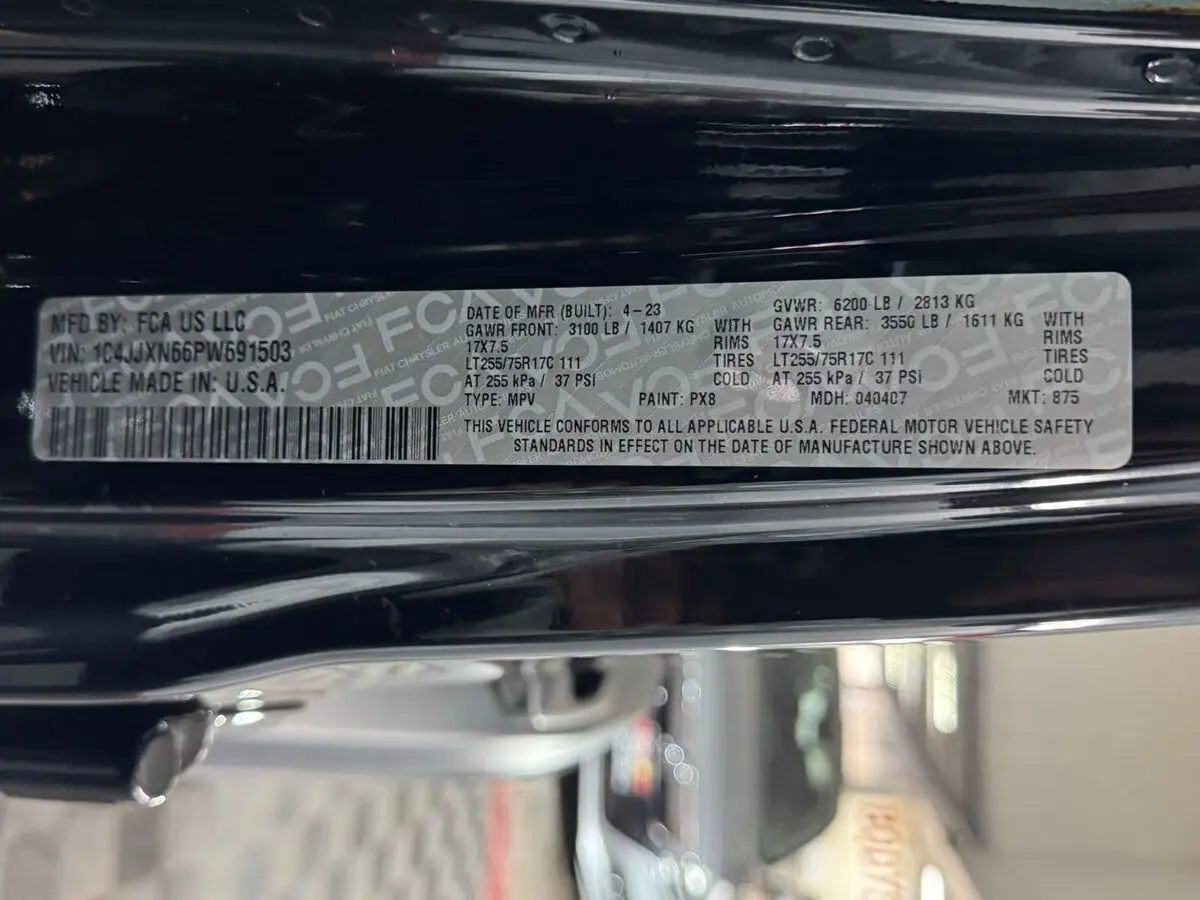 MFD BY: FCA US LLC
VIN: 1C4JJXN66PW691503
VEHICLE MADE IN: U.S.A.
DATE OF MFR (BUILT): 4-23
GVWR: 6200 LB / 2813 KG
GAWR FRONT: 3100 LB / 1407 KG WITH
17X7.5 RIMS
LT255/75R17C 111 TIRES
AT 255 kPa / 37 PSI COLD
GAWR REAR: 3550 LB / 1611 KG WITH
17X7.5 RIMS
LT255/75R17C 111 TIRES
AT 255 kPa / 37 PSI COLD
TYPE: MPV PAINT: PX8 MDH: 040407 MKT: 875
THIS VEHICLE CONFORMS TO ALL APPLICABLE U.S.A. FEDERAL MOTOR VEHICLE SAFETY
STANDARDS IN EFFECT ON THE DATE OF MANUFACTURE SHOWN ABOVE.